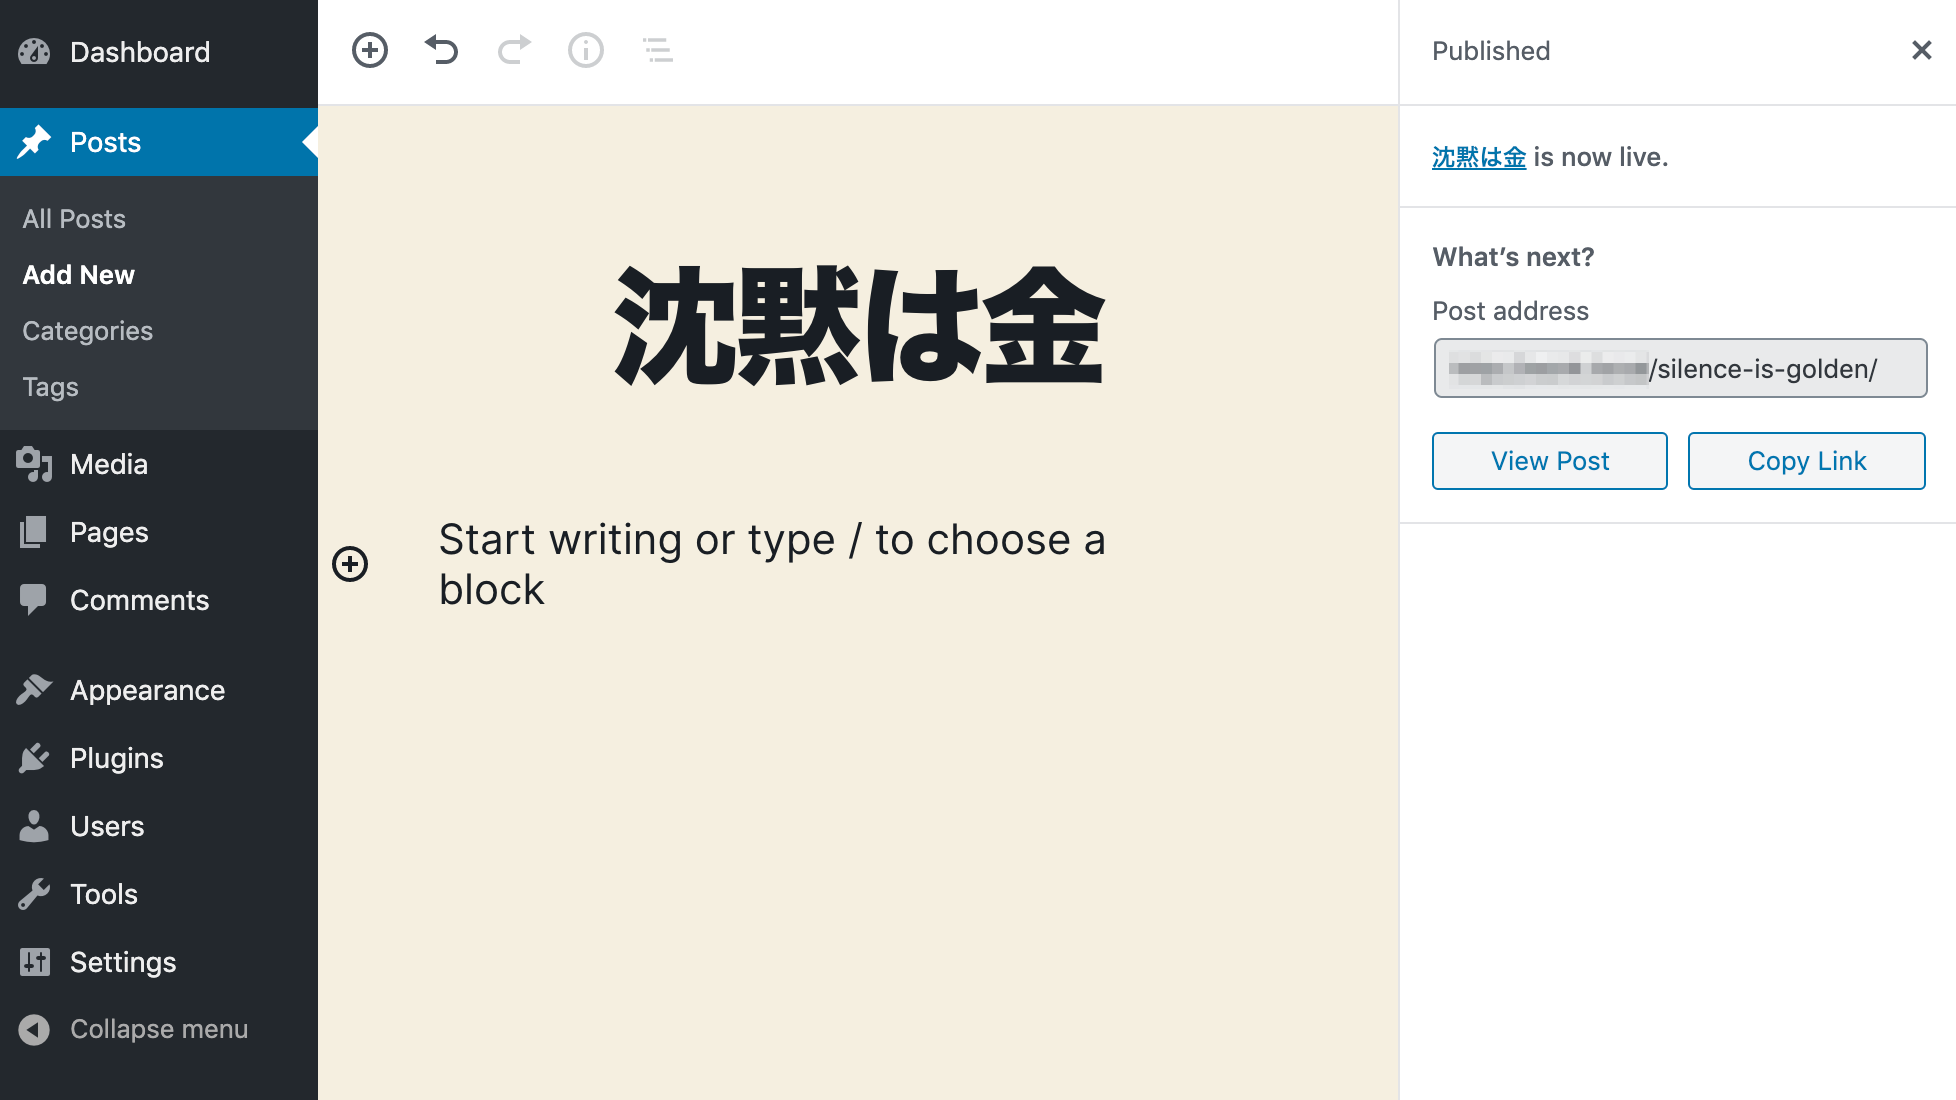 Dashboard
Posts
All Posts
Add New
Categories
Tags
Media
Pages
Comments
Appearance
Plugins
Users
Tools
Settings
Collapse menu
沈黙は金
Start writing or type / to choose a
block
Published
沈黙は金 is now live.
What’s next?
Post address
/silence-is-golden/
View Post
Copy Link